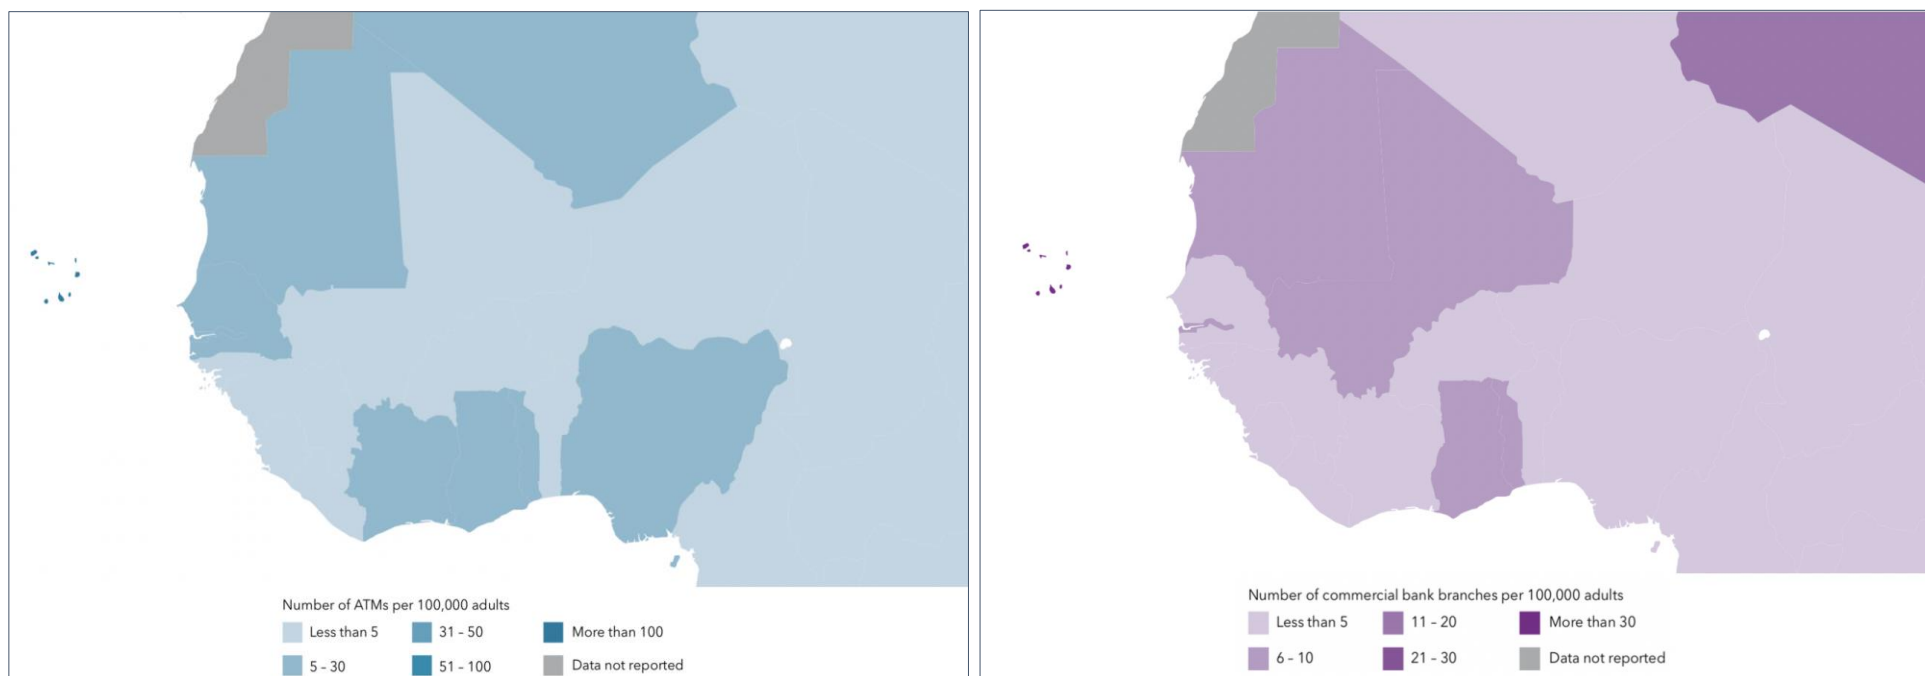 Number of ATMs per 100,000 adults
Less than 5
31 – 50
More than 100
5 – 30
51 – 100
Data not reported
Number of commercial bank branches per 100,000 adults
Less than 5
11 – 20
More than 30
6 – 10
21 – 30
Data not reported